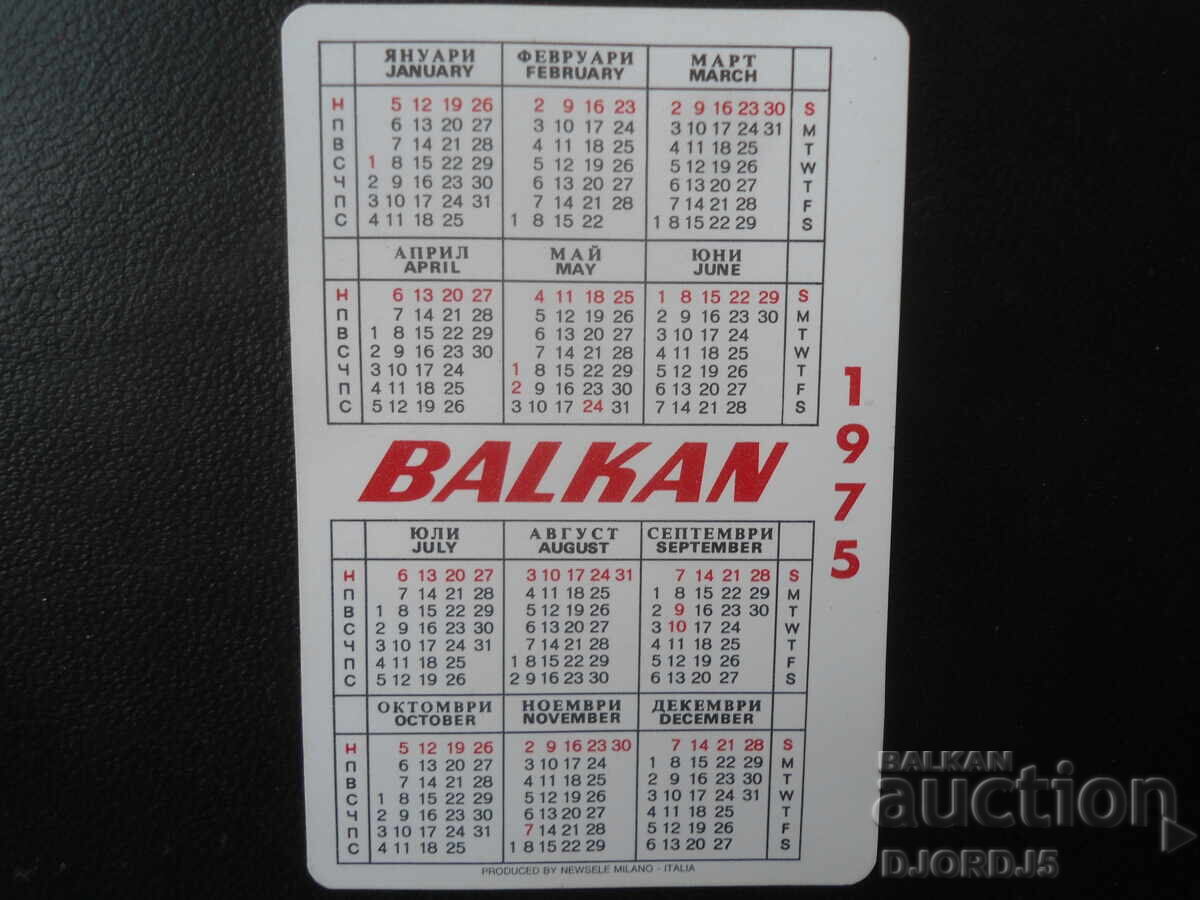 ЯНУАРИ ФЕВРУАРИ МАРТ
JANUARY FEBRUARY MARCH
Н 5 12 19 26 2 9 16 23 2 9 16 23 30 S
П 6 13 20 27 3 10 17 24 3 10 17 24 31 M
В 7 14 21 28 4 11 18 25 4 11 18 25 T
С 1 8 15 22 29 5 12 19 26 5 12 19 26 W
Ч 2 9 16 23 30 6 13 20 27 6 13 20 27 T
П 3 10 17 24 31 7 14 21 28 7 14 21 28 F
С 4 11 18 25 1 8 15 22 1 8 15 22 29 S
АПРИЛ МАЙ ЮНИ
APRIL MAY JUNE
Н 6 13 20 27 4 11 18 25 1 8 15 22 29 S
П 7 14 21 28 5 12 19 26 2 9 16 23 30 M
В 1 8 15 22 29 6 13 20 27 3 10 17 24 T
С 2 9 16 23 30 7 14 21 28 4 11 18 25 W
Ч 3 10 17 24 1 8 15 22 29 5 12 19 26 T
П 4 11 18 25 2 9 16 23 30 6 13 20 27 F
С 5 12 19 26 3 10 17 24 31 7 14 21 28 S
1975
BALKAN
ЮЛИ АВГУСТ СЕПТЕМВРИ
JULY AUGUST SEPTEMBER
Н 6 13 20 27 3 10 17 24 31 7 14 21 28 S
П 7 14 21 28 4 11 18 25 1 8 15 22 29 M
В 1 8 15 22 29 5 12 19 26 2 9 16 23 30 T
С 2 9 16 23 30 6 13 20 27 3 10 17 24 W
Ч 3 10 17 24 31 7 14 21 28 4 11 18 25 T
П 4 11 18 25 1 8 15 22 29 5 12 19 26 F
С 5 12 19 26 2 9 16 23 30 6 13 20 27 S
ОКТОМВРИ НОЕМВРИ ДЕКЕМВРИ
OCTOBER NOVEMBER DECEMBER
Н 5 12 19 26 2 9 16 23 30 7 14 21 28 S
П 6 13 20 27 3 10 17 24 1 8 15 22 29 M
В 7 14 21 28 4 11 18 25 2 9 16 23 30 T
С 1 8 15 22 29 5 12 19 26 3 10 17 24 31 W
Ч 2 9 16 23 30 6 13 20 27 4 11 18 25 T
П 3 10 17 24 31 7 14 21 28 5 12 19 26 F
С 4 11 18 25 1 8 15 22 29 6 13 20 27 S
PRODUCED BY NEWSELE MILANO - ITALIA
BALKAN
auction
DJORDJ5